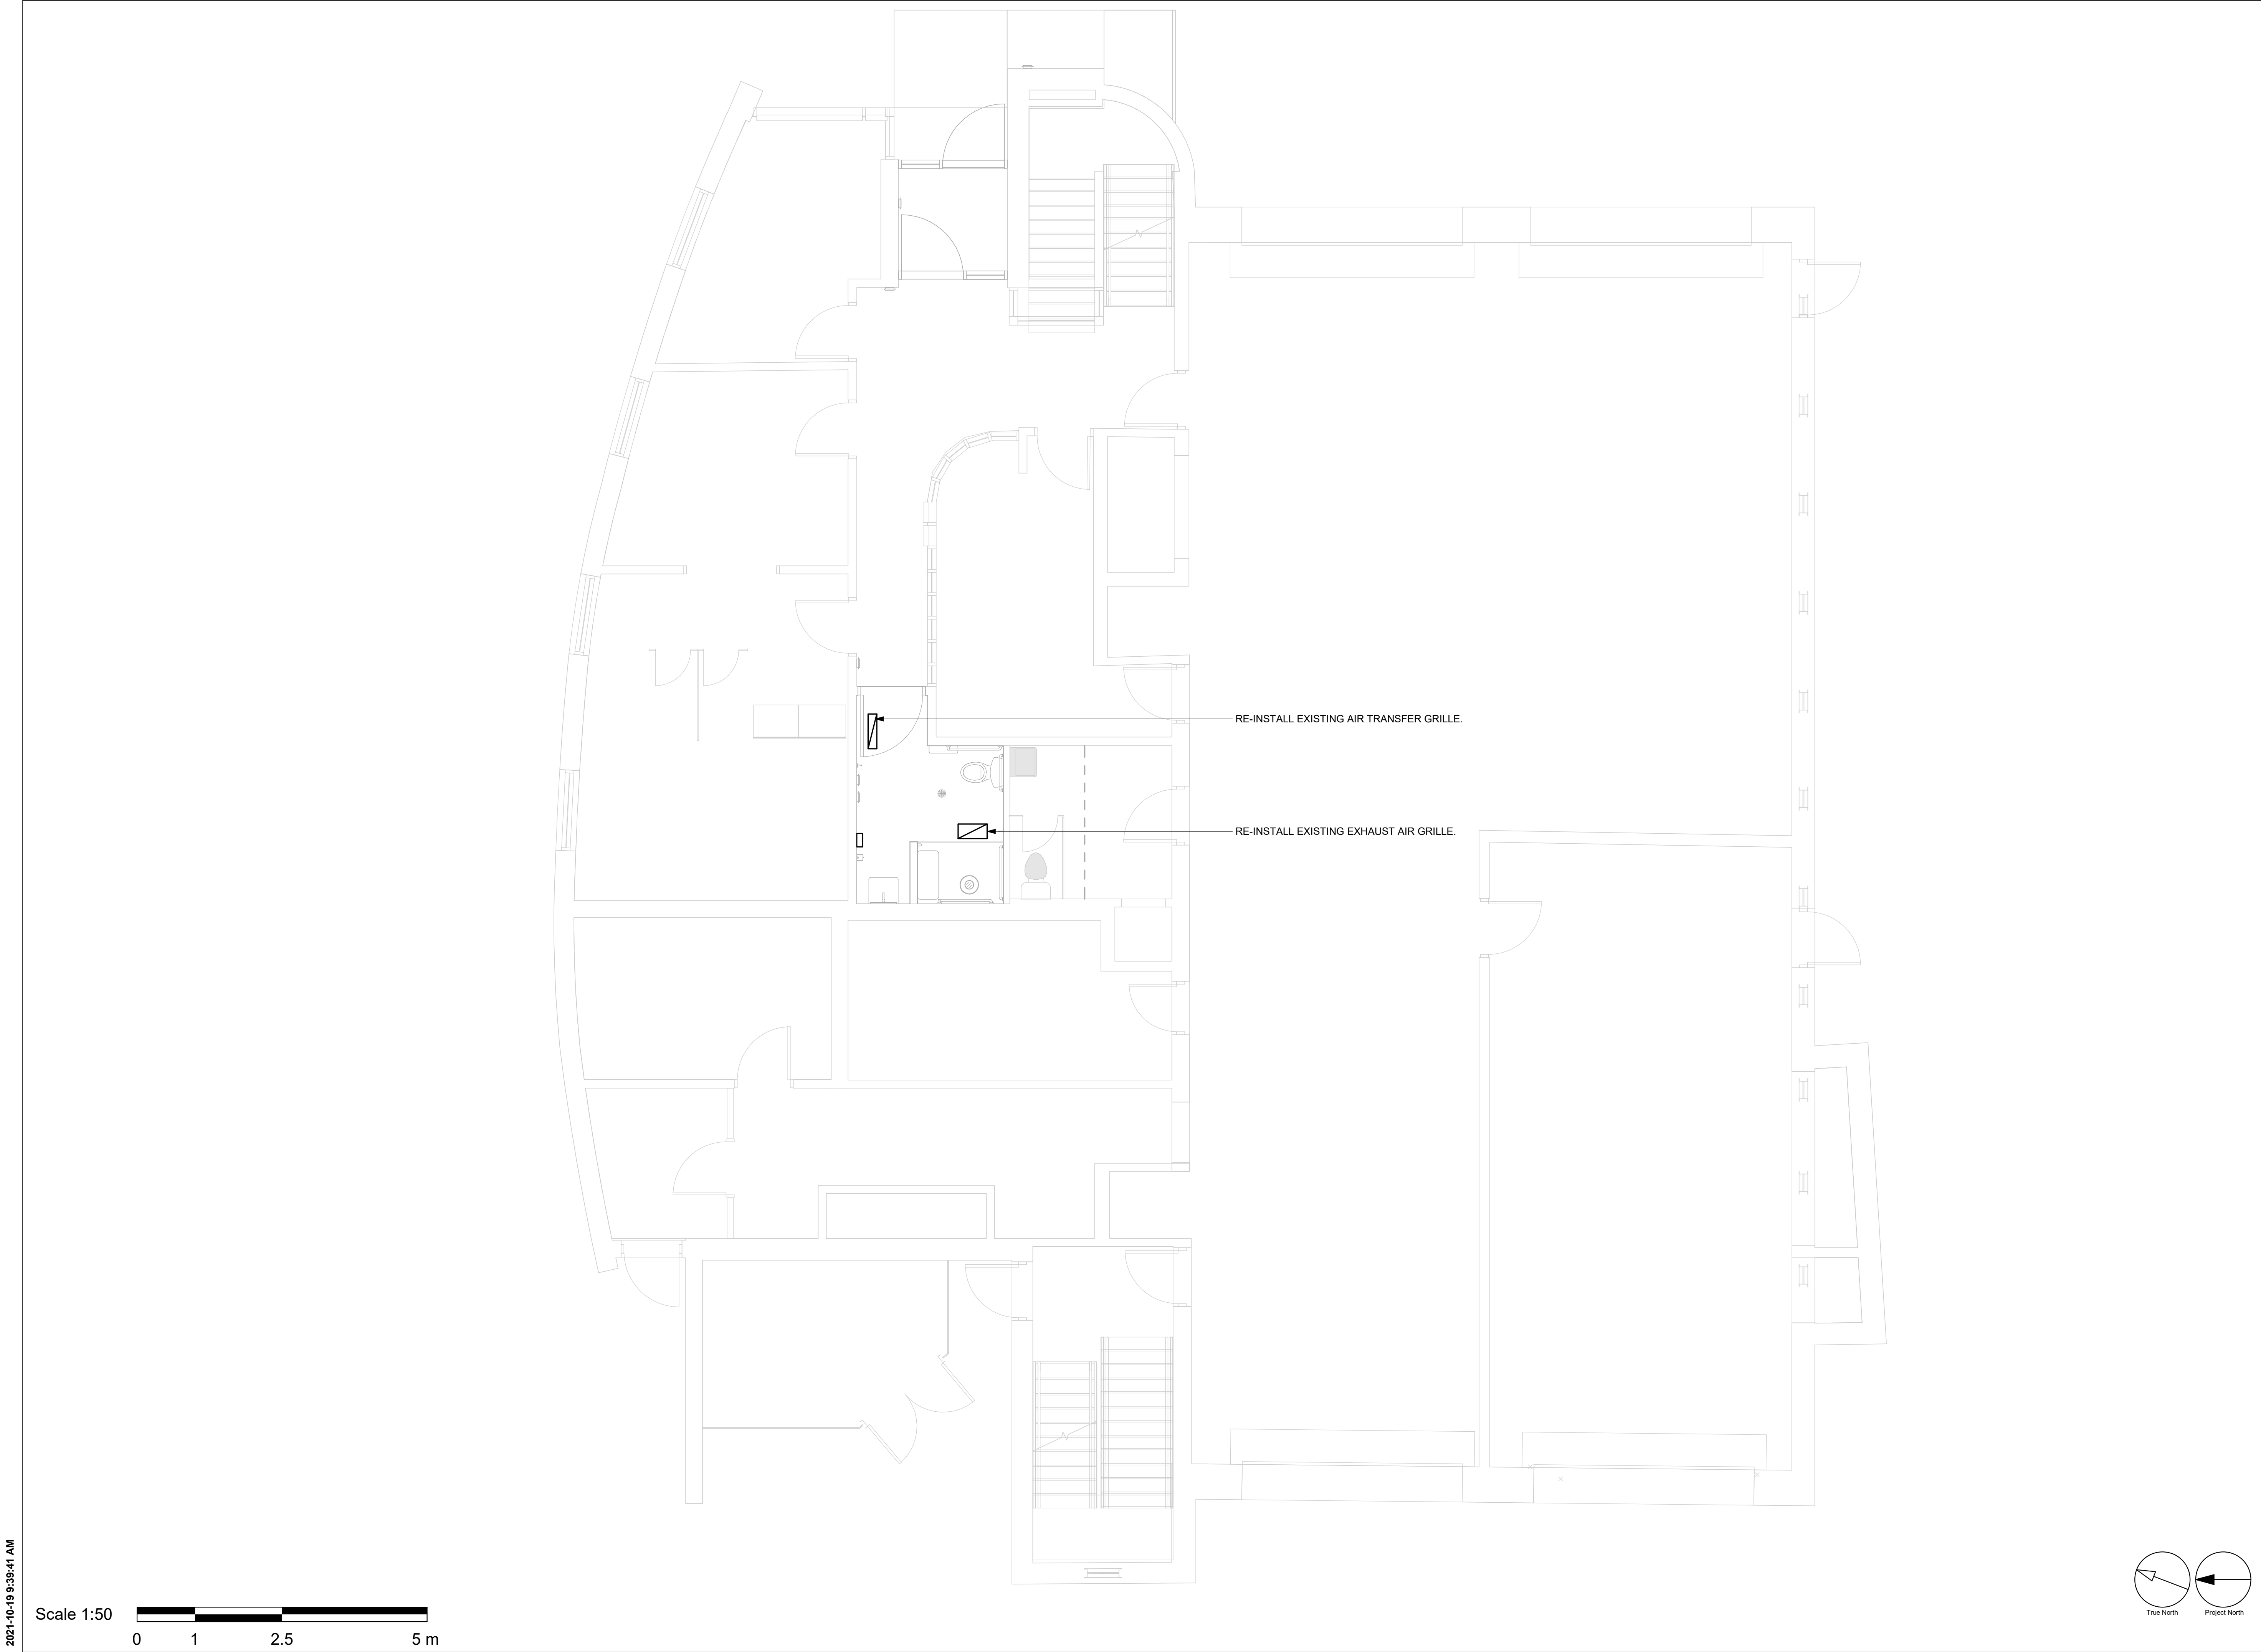 RE-INSTALL EXISTING AIR TRANSFER GRILLE.
RE-INSTALL EXISTING EXHAUST AIR GRILLE.
2021-10-19 9:39:41 AM
Scale 1:50
0 1 2.5 5 m
True North
Project North